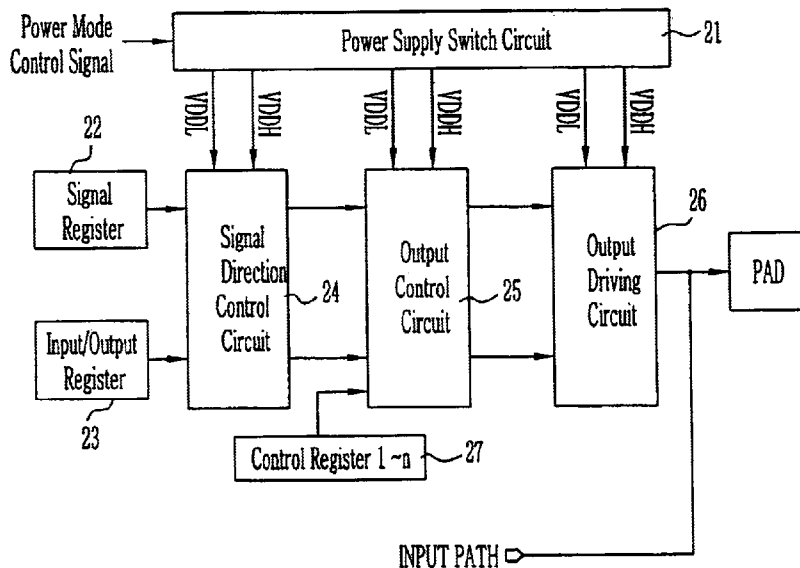 Power Mode
Control Signal
Power Supply Switch Circuit
21
VDDL
VDDH
VDDL
VDDH
VDDL
VDDH
22
Signal
Register
Signal
Direction
Control
Circuit
24
Output
Control
Circuit
25
26
Output
Driving
Circuit
PAD
Input/Output
Register
23
Control Register 1 ~n
27
INPUT PATH